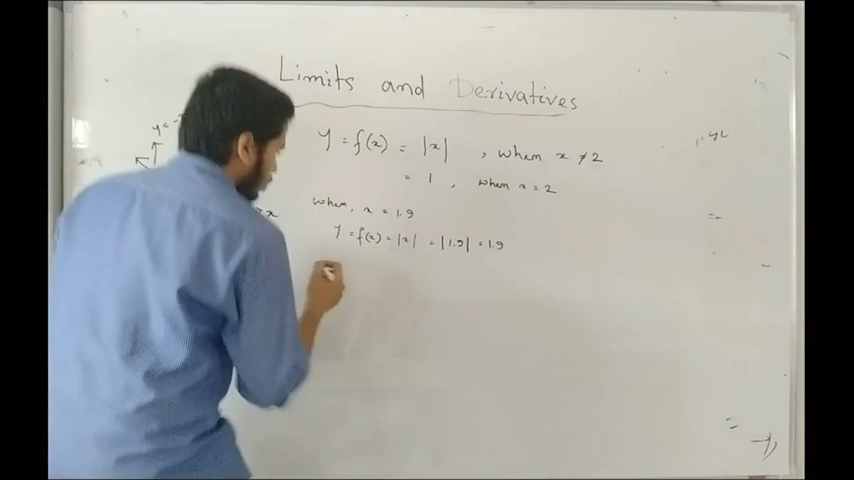 Limits and Derivatives
y = f(x) = |x| , when x ≠ 2
= 1 , when x = 2
when, x = 1.9
y = f(x) = |x| = |1.9| = 1.9